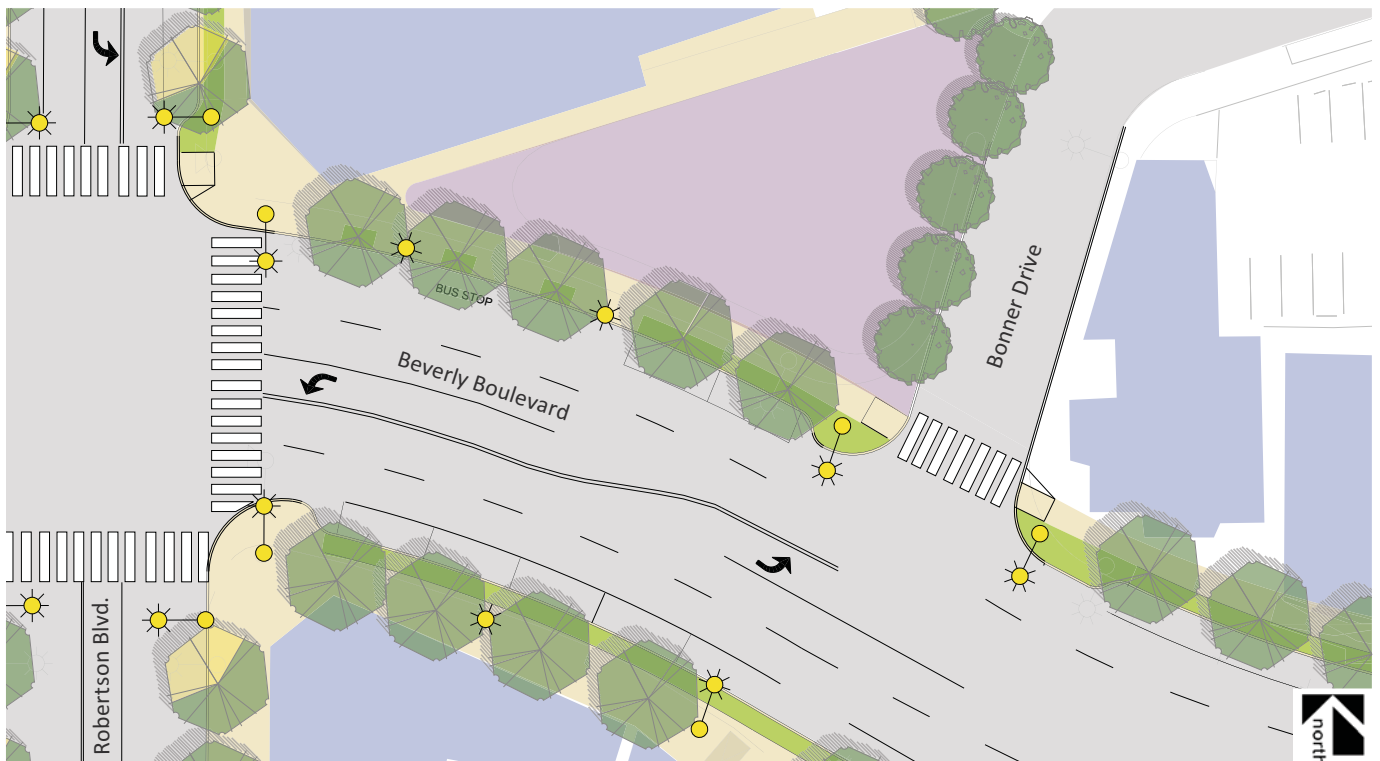 BUS STOP
Beverly Boulevard
Bonner Drive
Robertson Blvd.
north